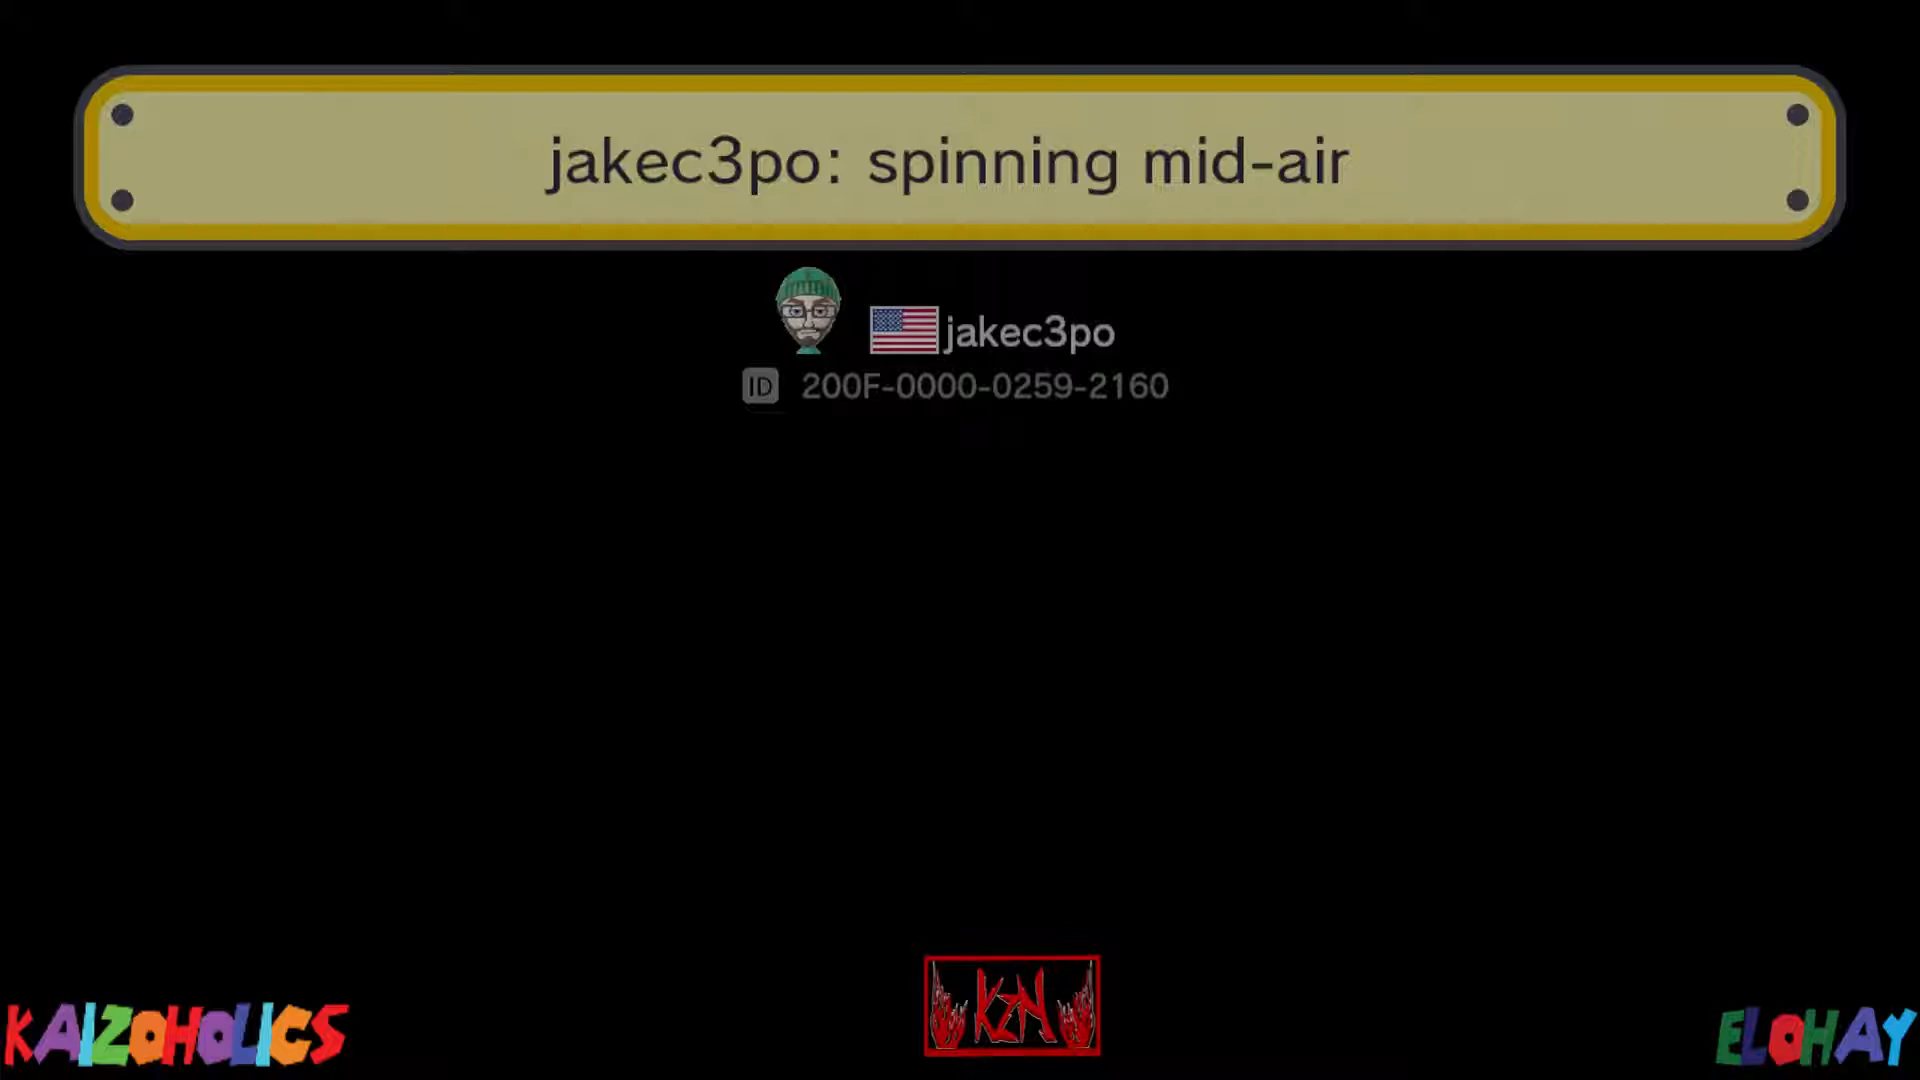 jakec3po: spinning mid-air
jakec3po
ID 200F-0000-0259-2160
KZN
KAIZOHOLICS
ELOHAY